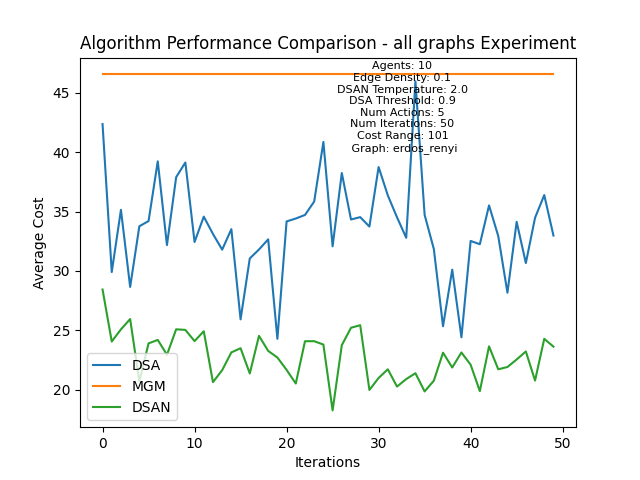 Algorithm Performance Comparison - all graphs Experiment
Agents: 10
Edge Density: 0.1
DSAN Temperature: 2.0
DSA Threshold: 0.9
Num Actions: 5
Num Iterations: 50
Cost Range: 101
Graph: erdos_renyi
45
40
35
30
25
20
Average Cost
DSA
MGM
DSAN
0
10
20
30
40
50
Iterations